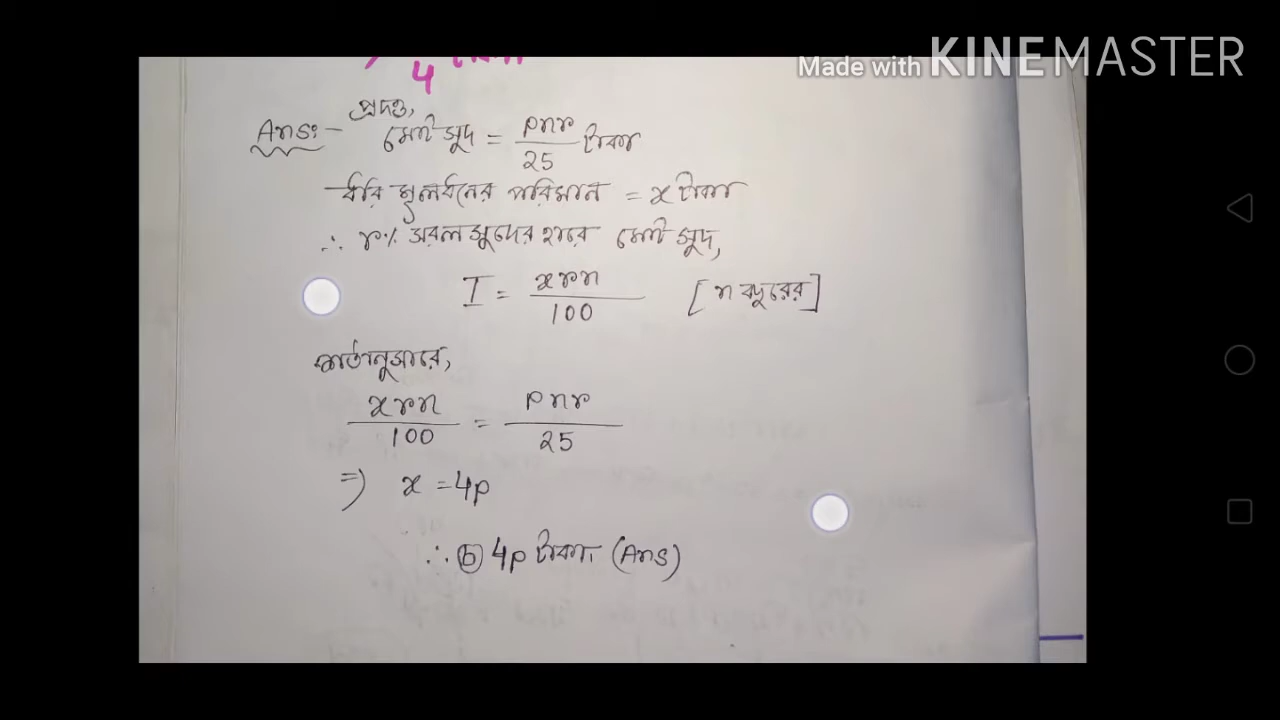 Made with KINEMASTER
4
Ans:- প্রদত্ত,
মোট সুদ = pnr/25 টাকা
ধরি মূলধনের পরিমান = x টাকা
∴ r% সরল সুদের হারে মোট সুদ,
I = xrn/100 [n বছরের]
শর্তানুসারে,
xrn/100 = pnr/25
⇒ x = 4p
∴ ⓑ 4p টাকা (Ans)